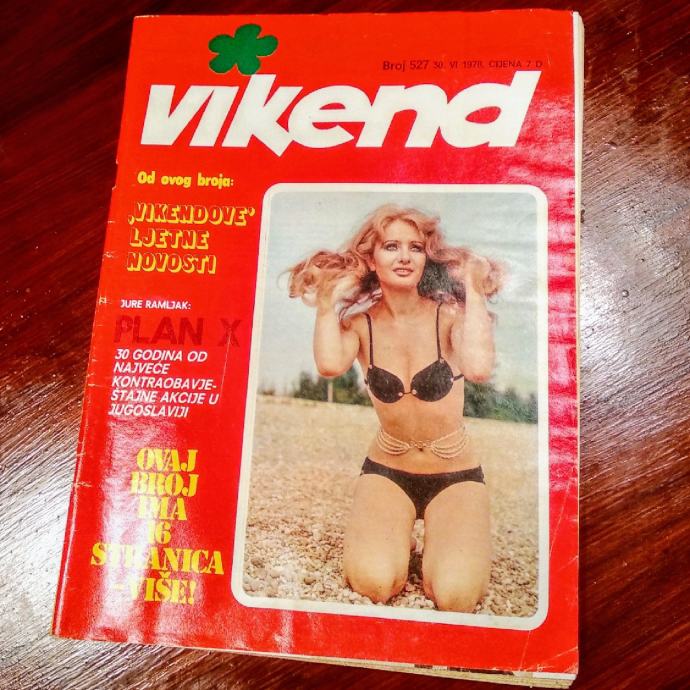 Broj 527 30. VI 1978. CIJENA 7 D
vikend
Od ovog broja:
„VIKENDOVE”
LJETNE
NOVOSTI
JURE RAMLJAK:
PLAN X
30 GODINA OD
NAJVEĆE
KONTRAOBAVJE-
ŠTAJNE AKCIJE U
JUGOSLAVIJI
OVAJ
BROJ
IMA
16
STRANICA
– VIŠE!